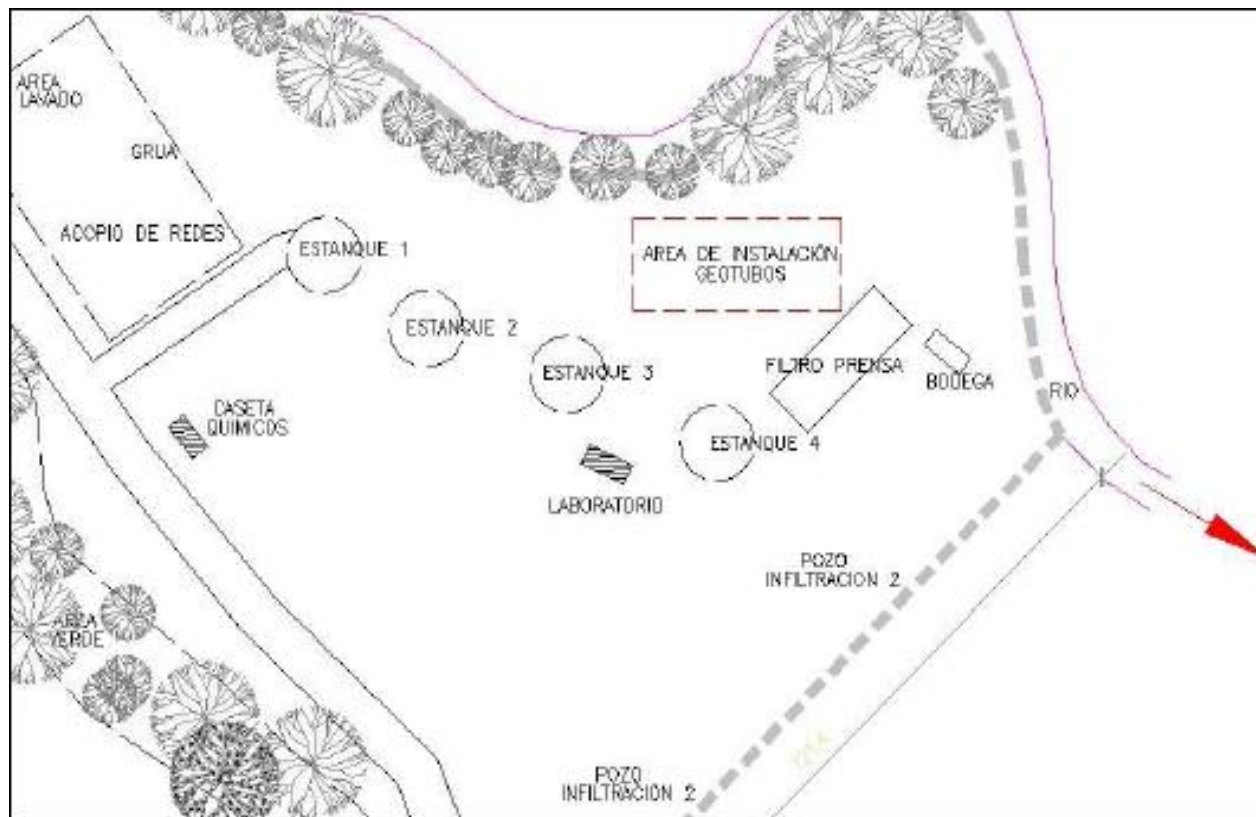 AREA
LAVADO
GRUA
ACOPIO DE REDES
ESTANQUE 1
AREA DE INSTALACIÓN
GEOTUBOS
ESTANQUE 2
ESTANQUE 3
FILTRO PRENSA
BODEGA
RIO
CASETA
QUIMICOS
ESTANQUE 4
LABORATORIO
POZO
INFILTRACION 2
AREA
VERDE
POZO
INFILTRACION 2